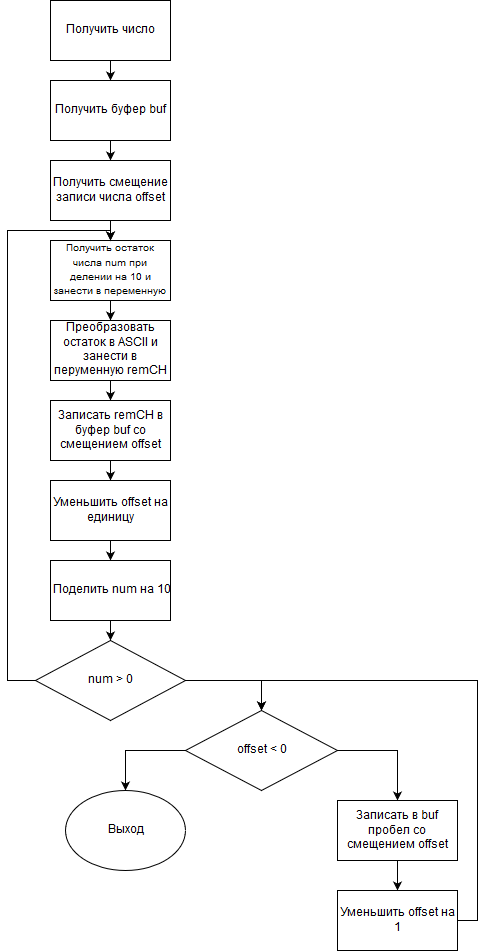 Получить число
Получить буфер buf
Получить смещение
записи числа offset
Получить остаток
числа num при
делении на 10 и
занести в переменную
Преобразовать
остаток в ASCII и
занести в
перуменную remCH
Записать remCH в
буфер buf со
смещением offset
Уменьшить offset на
единицу
Поделить num на 10
num > 0
offset < 0
Выход
Записать в buf
пробел со
смещением offset
Уменьшить offset на
1